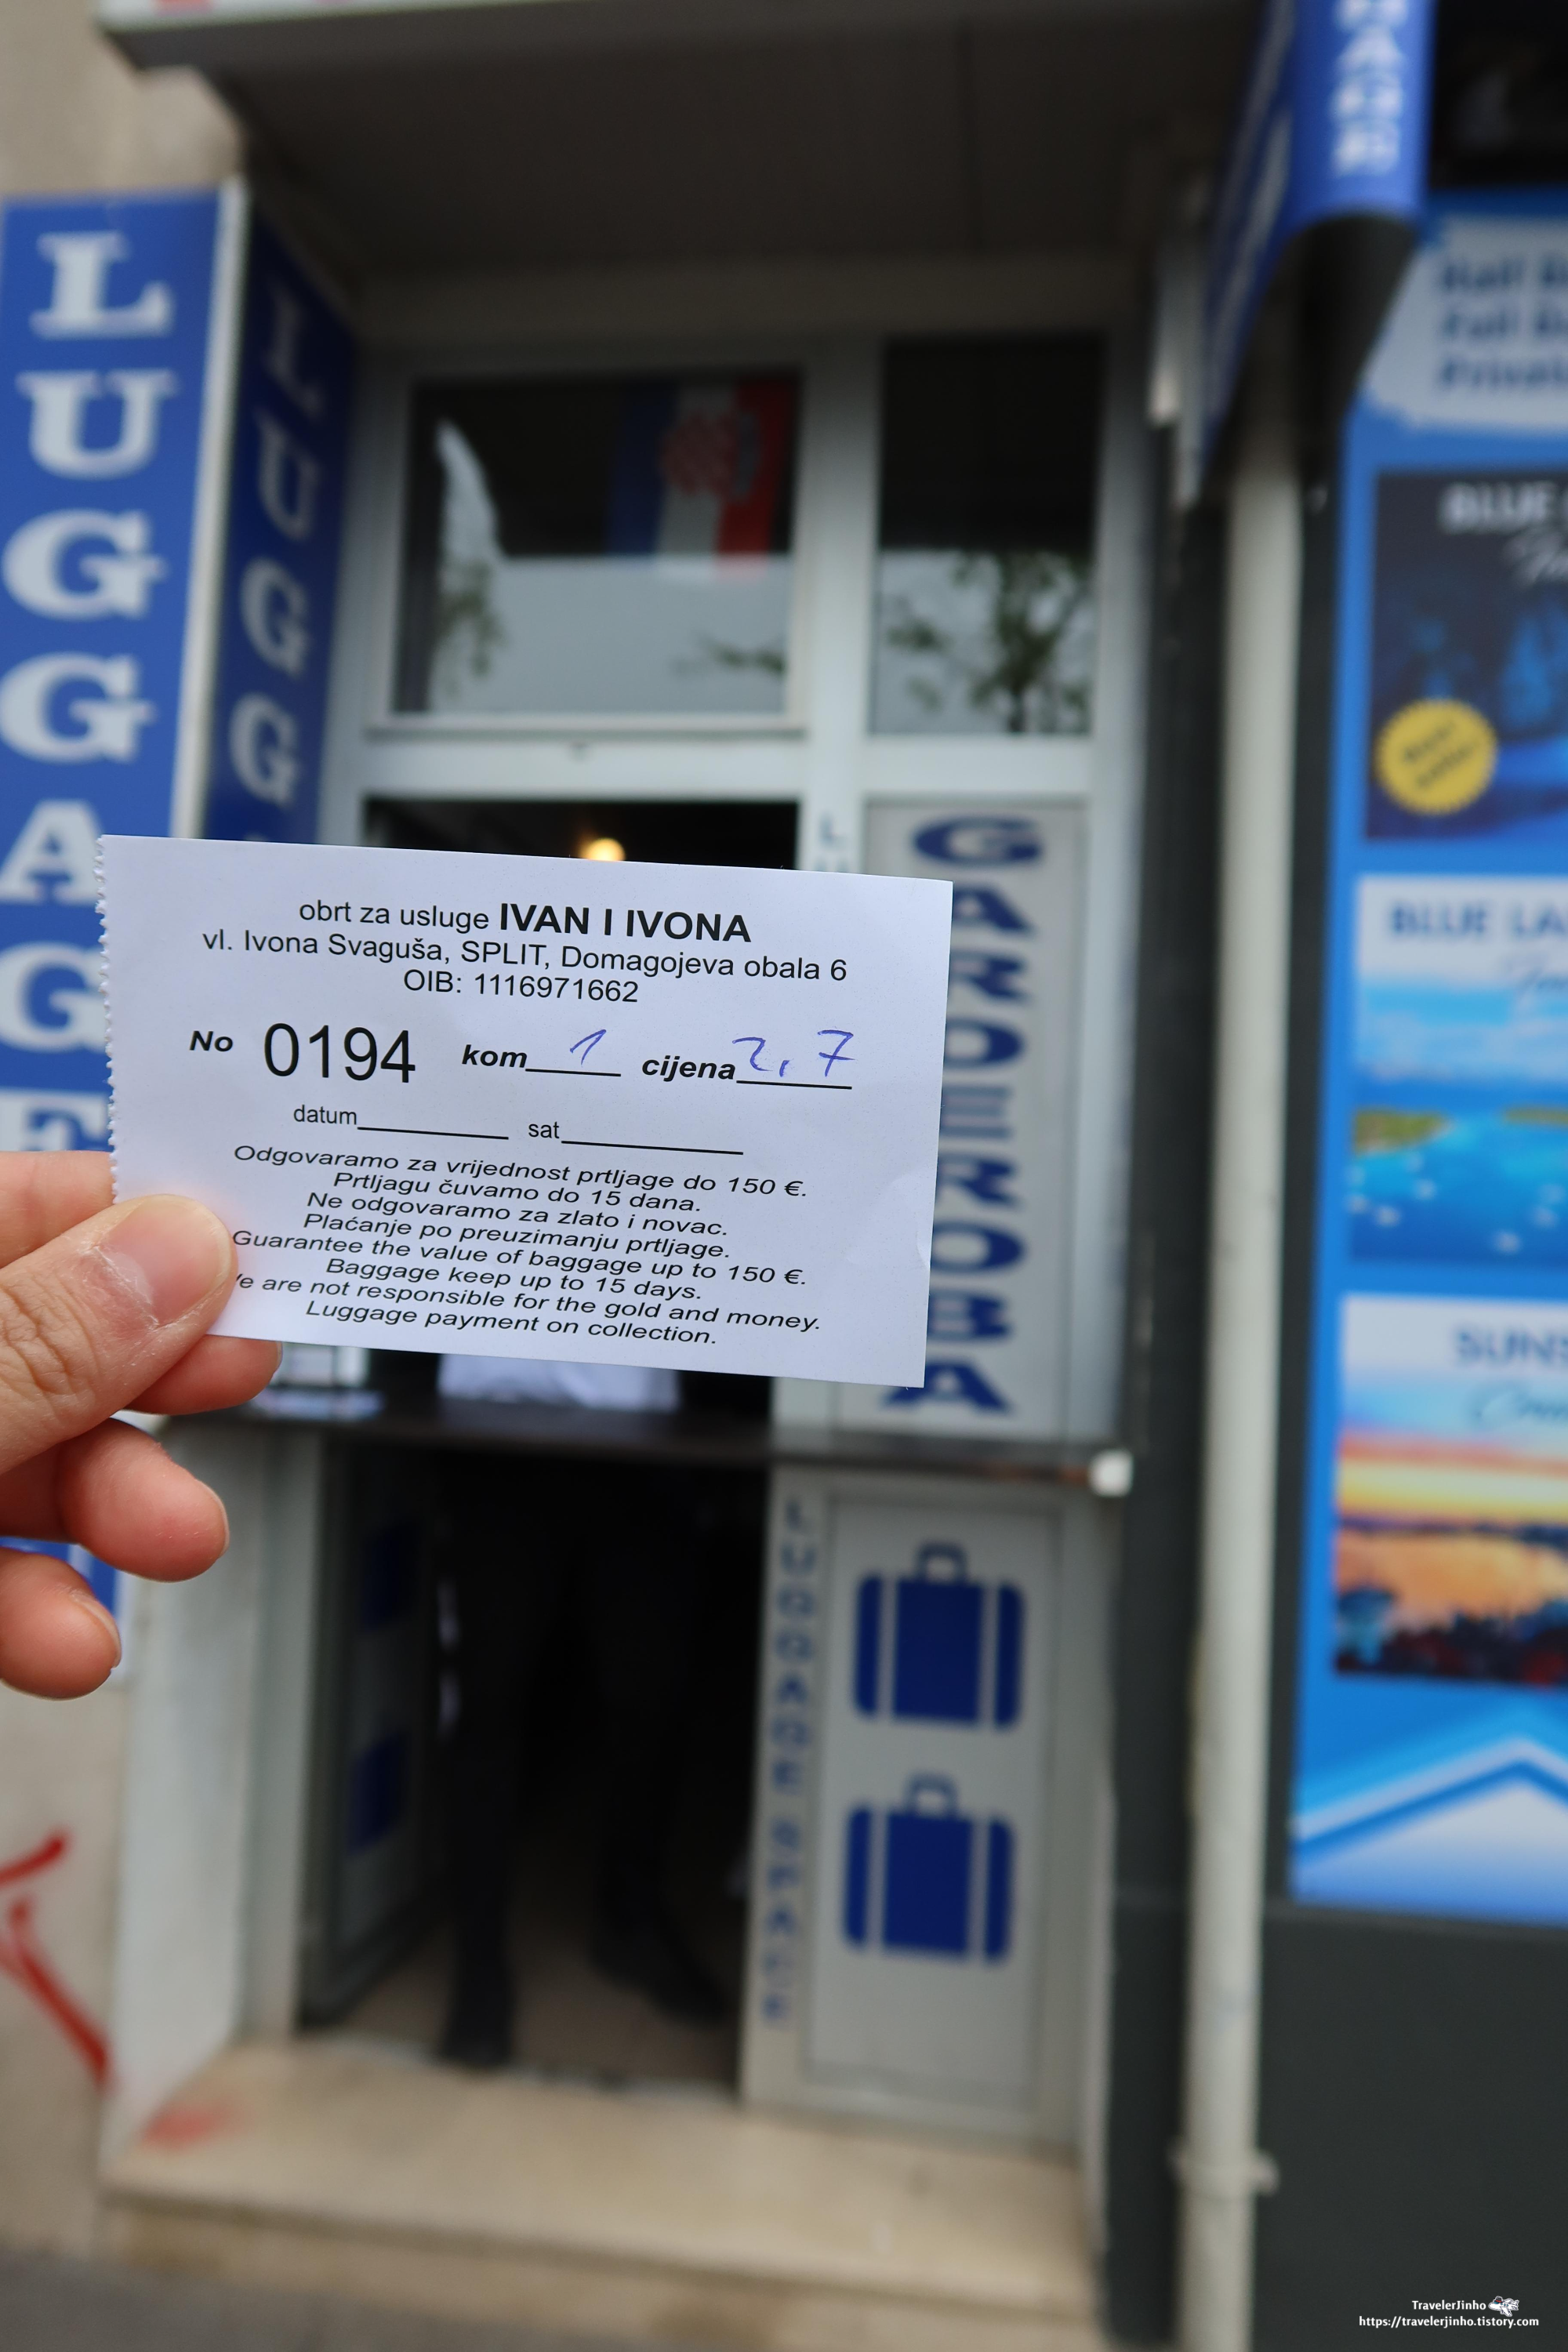 LUGGAGE
LUGG
GARDEROBA
LUGGAGE SPACE
BLUE
BLUE
SUNS
obrt za usluge IVAN I IVONA
vl. Ivona Svaguša, SPLIT, Domagojeva obala 6
OIB: 1116971662
No 0194 kom 1 cijena 2,7
datum sat
Odgovaramo za vrijednost prtljage do 150 €.
Prtljagu čuvamo do 15 dana.
Ne odgovaramo za zlato i novac.
Plaćanje po preuzimanju prtljage.
Guarantee the value of baggage up to 150 €.
Baggage keep up to 15 days.
are not responsible for the gold and money.
Luggage payment on collection.
TravelerJinho
https://travelerjinho.tistory.com